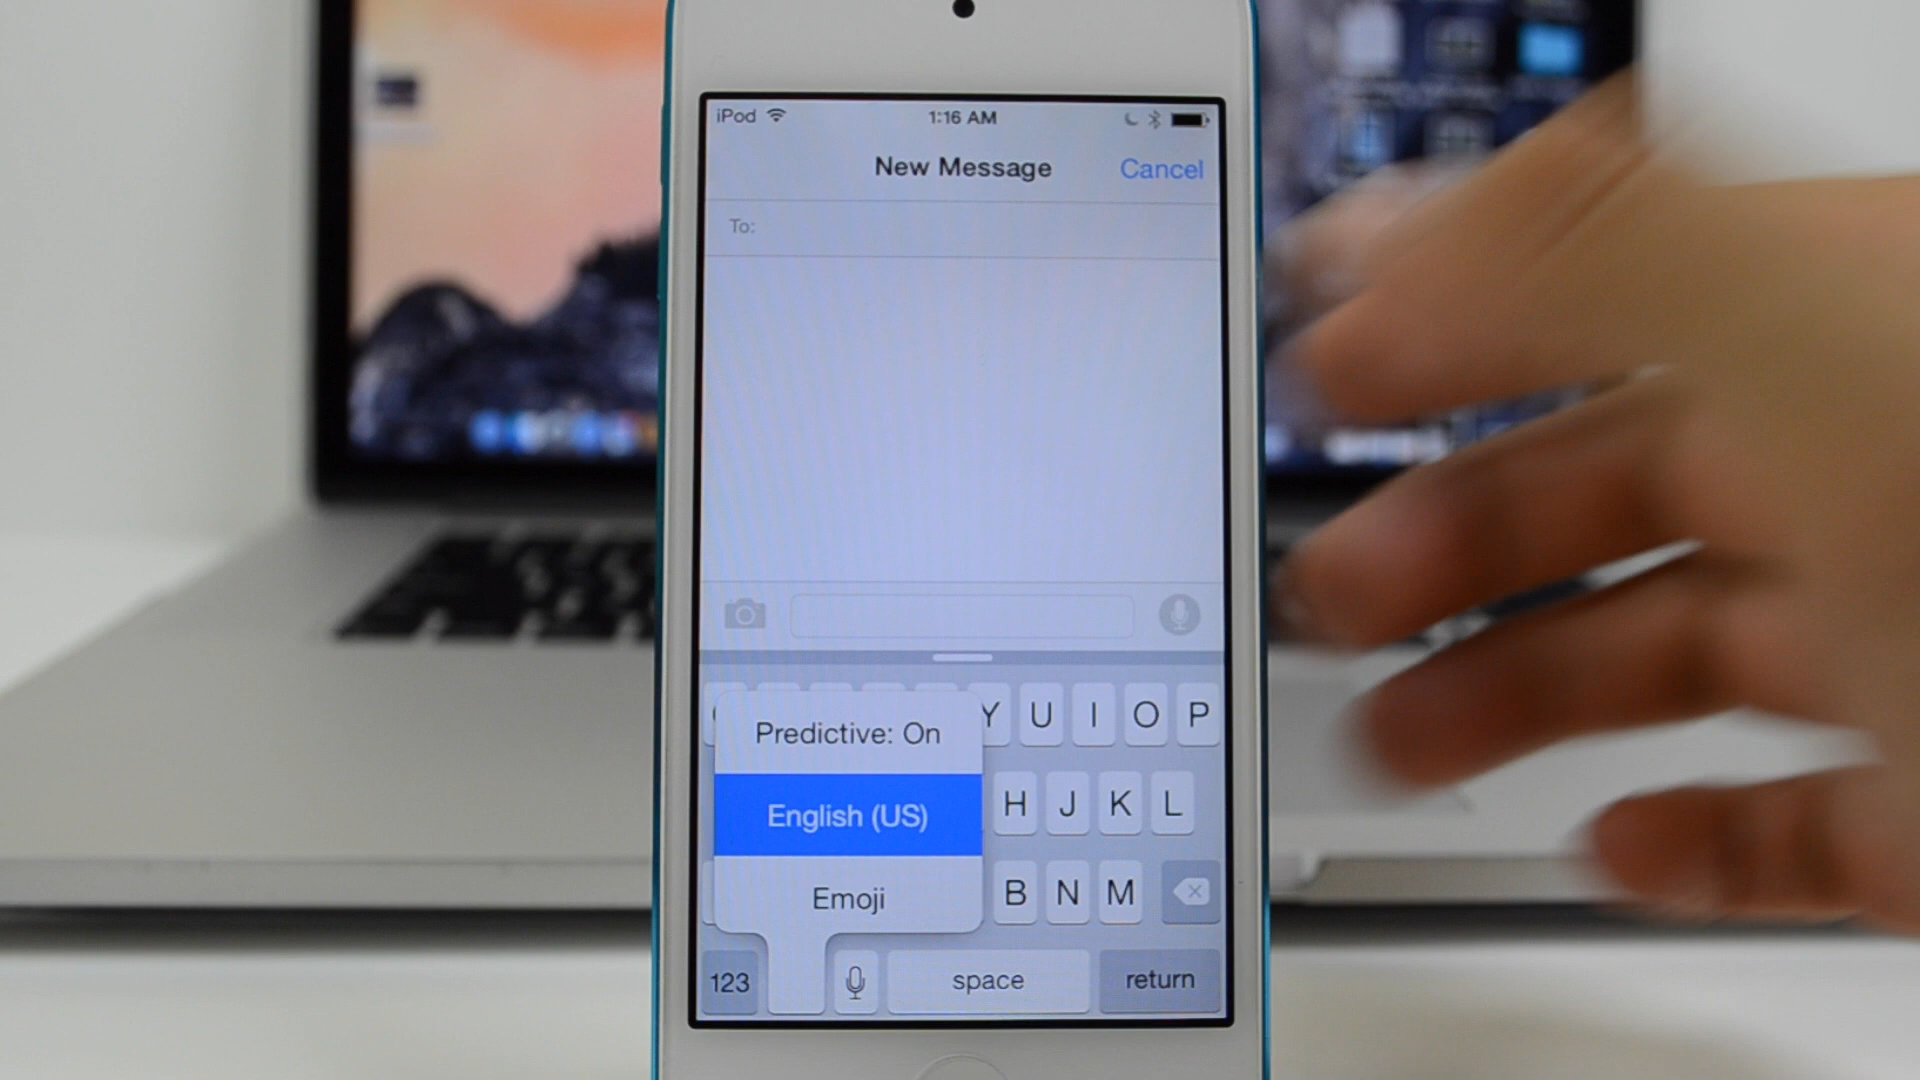 iPod 1:16 AM
New Message Cancel
To:
Y U I O P
Predictive: On
H J K L
English (US)
B N M
Emoji
123 space return